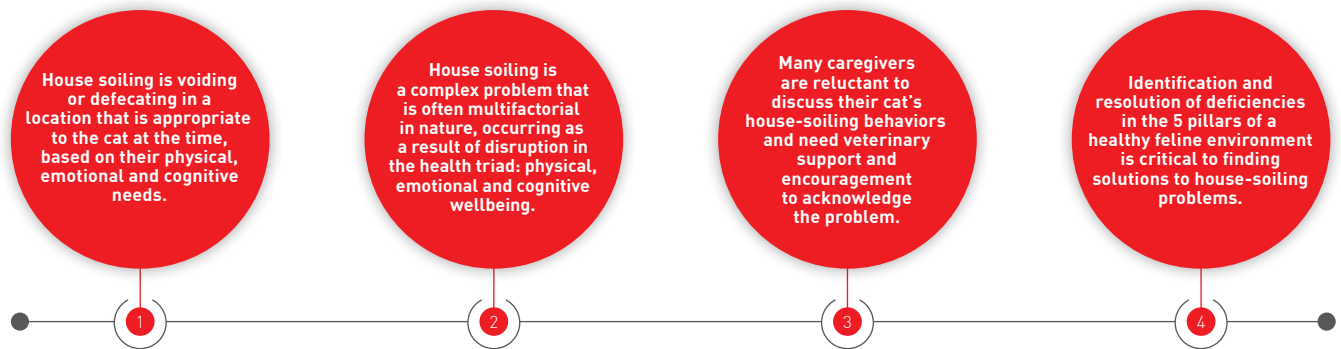 House soiling is voiding
or defecating in a
location that is appropriate
to the cat at the time,
based on their physical,
emotional and cognitive
needs.
House soiling is
a complex problem that
is often multifactorial
in nature, occurring as
a result of disruption in
the health triad: physical,
emotional and cognitive
wellbeing.
Many caregivers
are reluctant to
discuss their cat's
house-soiling behaviors
and need veterinary
support and
encouragement
to acknowledge
the problem.
Identification and
resolution of deficiencies
in the 5 pillars of a
healthy feline environment
is critical to finding
solutions to house-soiling
problems.
1
2
3
4